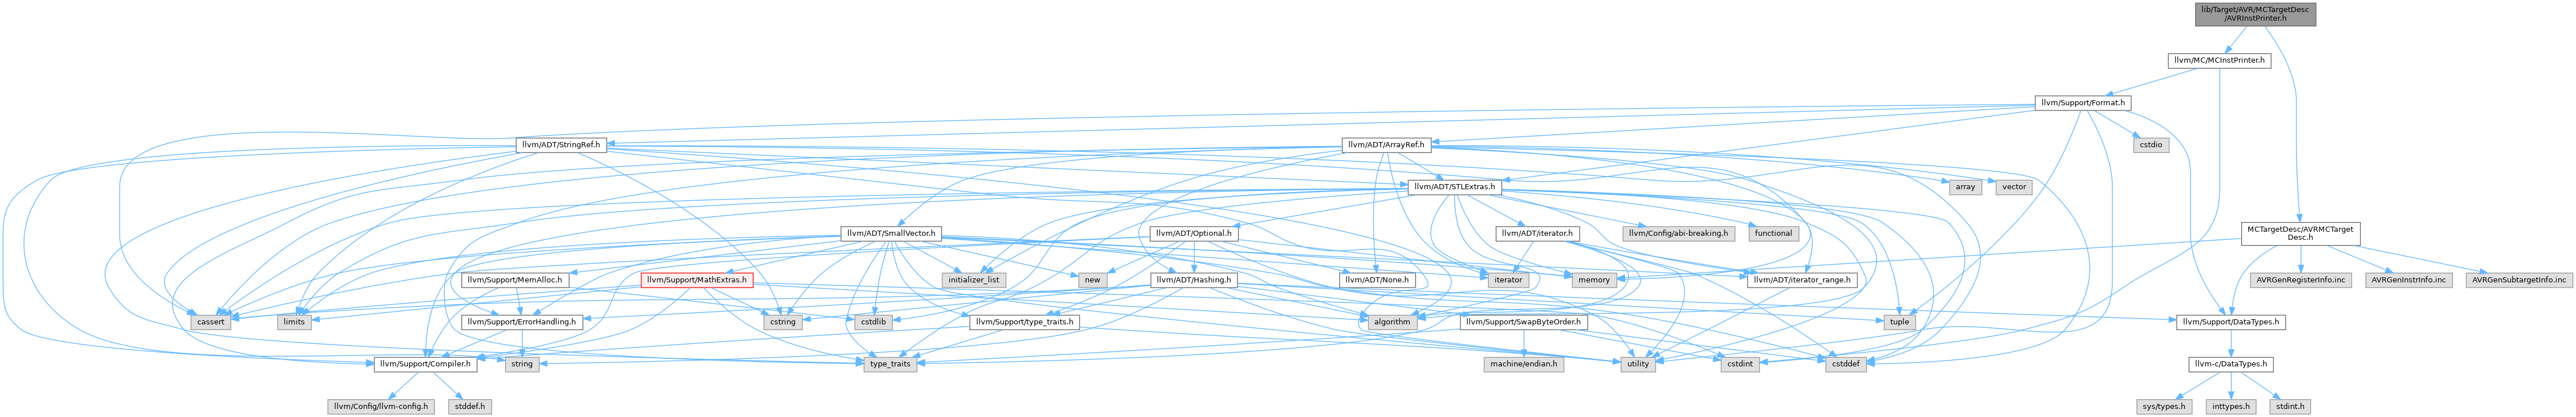 lib/Target/AVR/MCTargetDesc
/AVRInstPrinter.h
llvm/MC/MCInstPrinter.h
llvm/Support/Format.h
llvm/ADT/StringRef.h
llvm/ADT/ArrayRef.h
cstdio
llvm/ADT/STLExtras.h
array
vector
llvm/ADT/SmallVector.h
llvm/ADT/Optional.h
llvm/ADT/iterator.h
llvm/Config/abi-breaking.h
functional
MCTargetDesc/AVRMCTarget
Desc.h
llvm/Support/MemAlloc.h
llvm/Support/MathExtras.h
initializer_list
new
llvm/ADT/Hashing.h
llvm/ADT/None.h
iterator
memory
llvm/ADT/iterator_range.h
AVRGenRegisterInfo.inc
AVRGenInstrInfo.inc
AVRGenSubtargetInfo.inc
cassert
limits
llvm/Support/ErrorHandling.h
cstring
cstdlib
llvm/Support/type_traits.h
algorithm
llvm/Support/SwapByteOrder.h
tuple
llvm/Support/DataTypes.h
llvm/Support/Compiler.h
string
type_traits
machine/endian.h
utility
cstdint
cstddef
llvm-c/DataTypes.h
llvm/Config/llvm-config.h
stddef.h
sys/types.h
inttypes.h
stdint.h